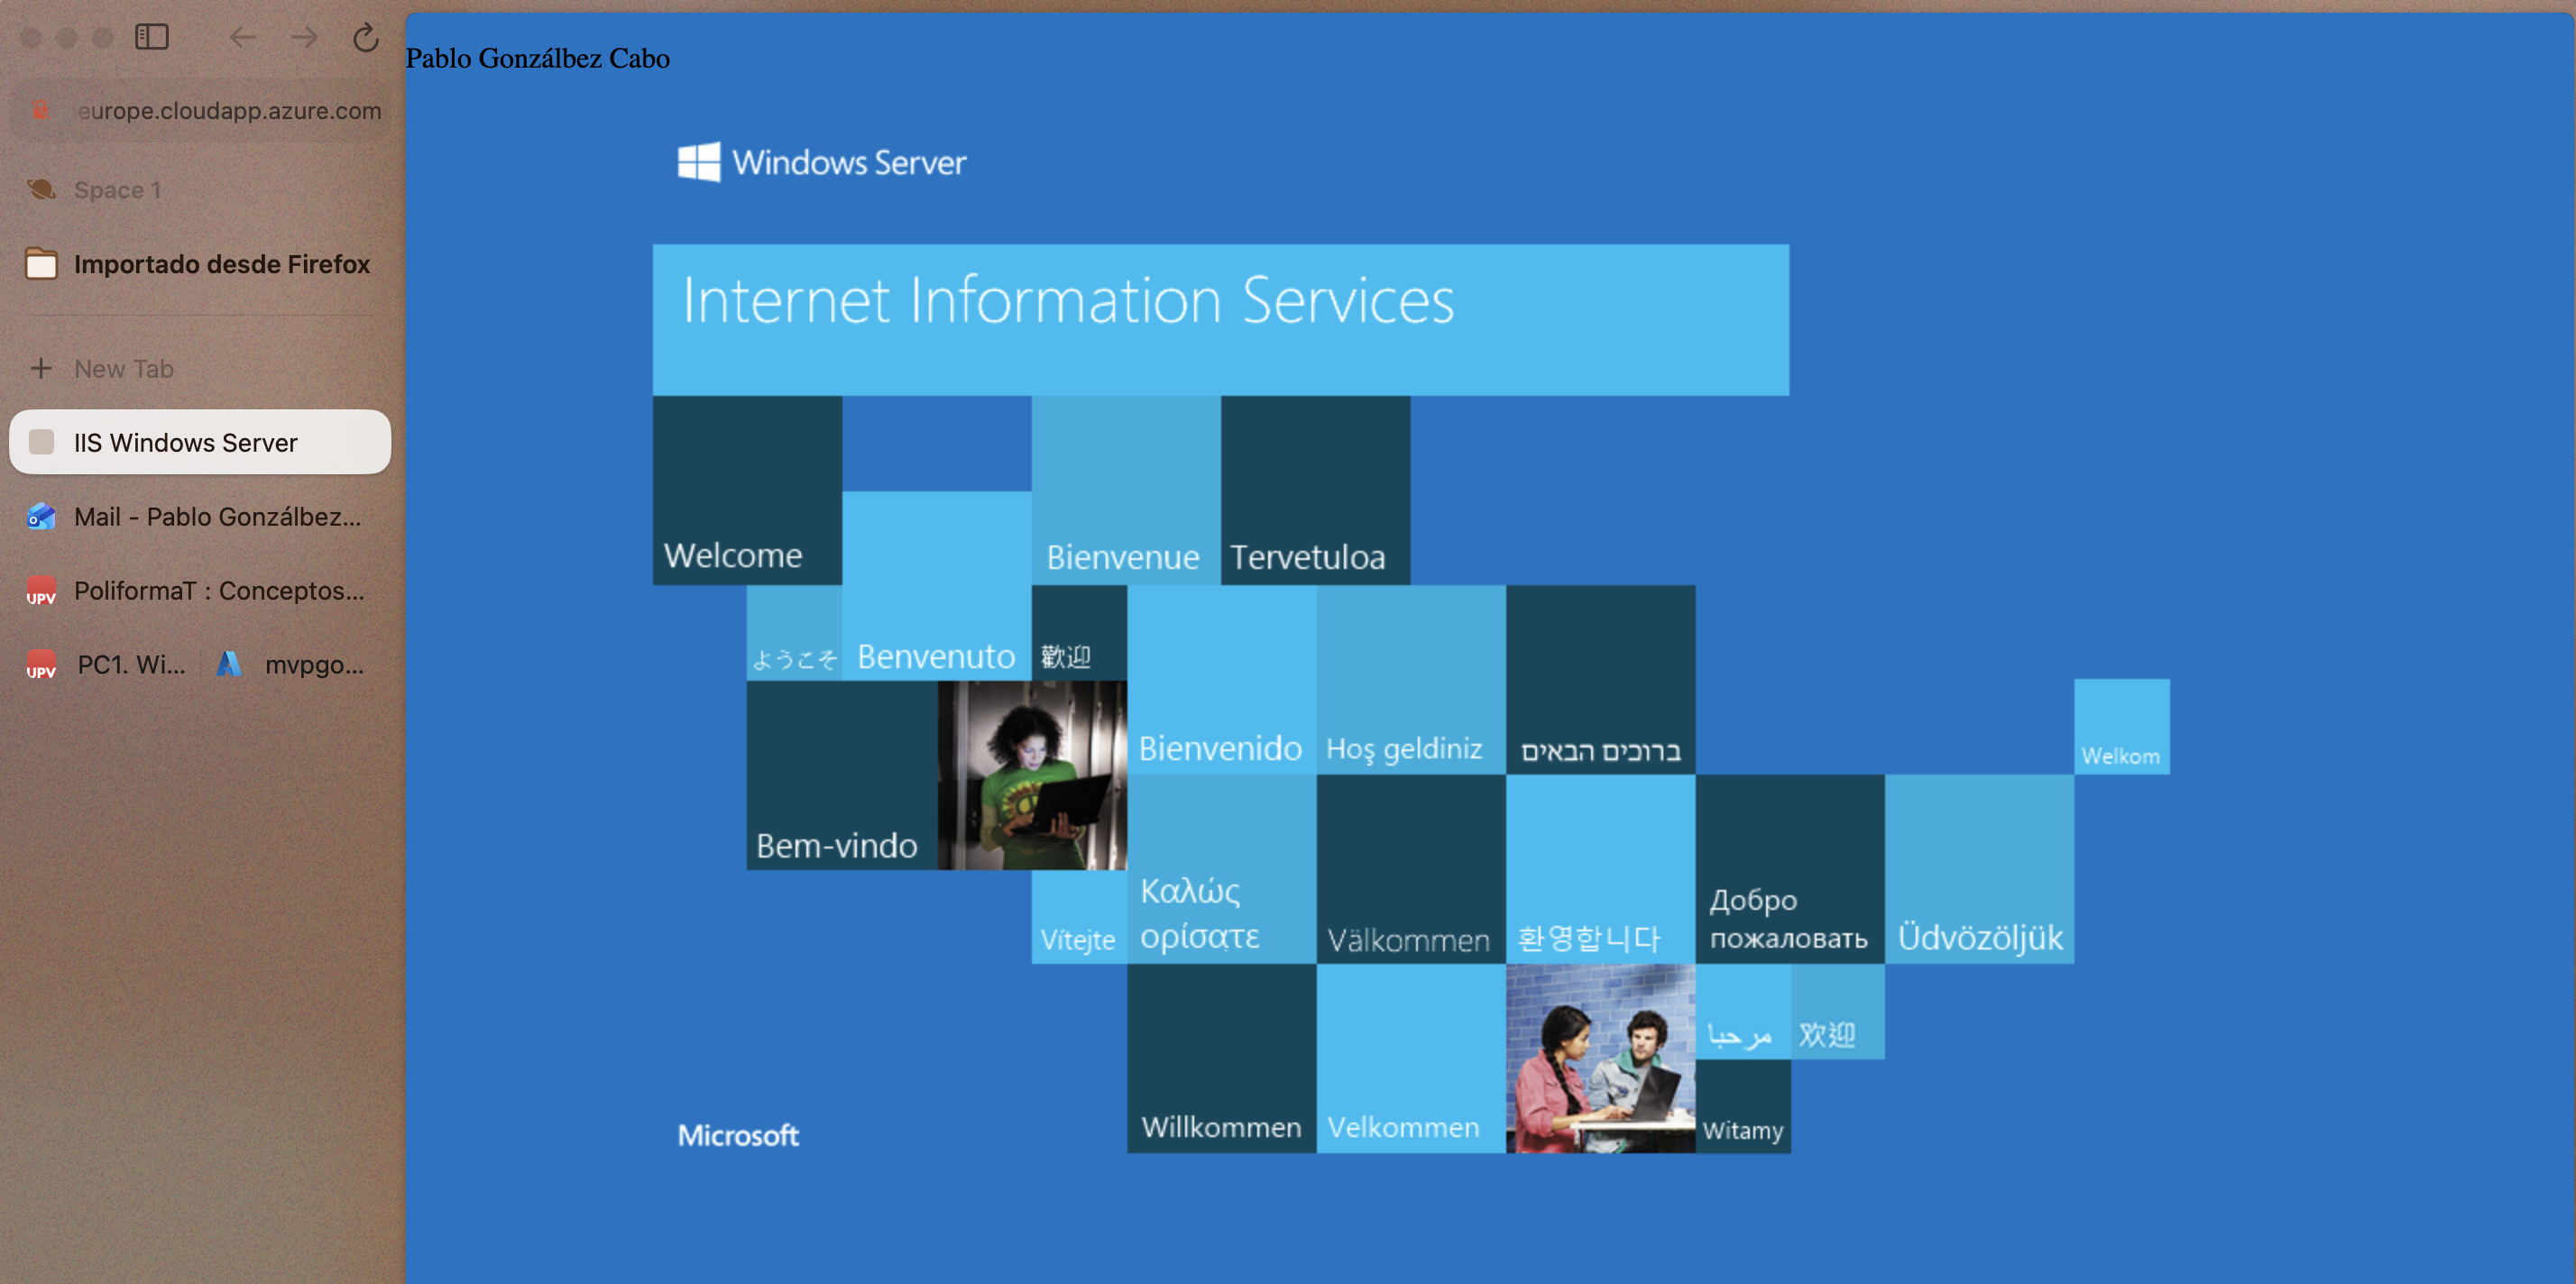 europe.cloudapp.azure.com
Space 1
Importado desde Firefox
New Tab
IIS Windows Server
Mail - Pablo Gonzálbez...
PoliformaT : Conceptos...
PC1. Wi...
mvpgo...
Pablo Gonzálbez Cabo
Windows Server
Internet Information Services
Welcome
Bienvenue
Tervetuloa
ようこそ
Benvenuto
歡迎
Bienvenido
Hoş geldiniz
ברוכים הבאים
Welkom
Bem-vindo
Vítejte
Καλώς
ορίσατε
Välkommen
환영합니다
Добро
пожаловать
Üdvözöljük
Willkommen
Velkommen
مرحبا
欢迎
Witamy
Microsoft
UPV
UPV